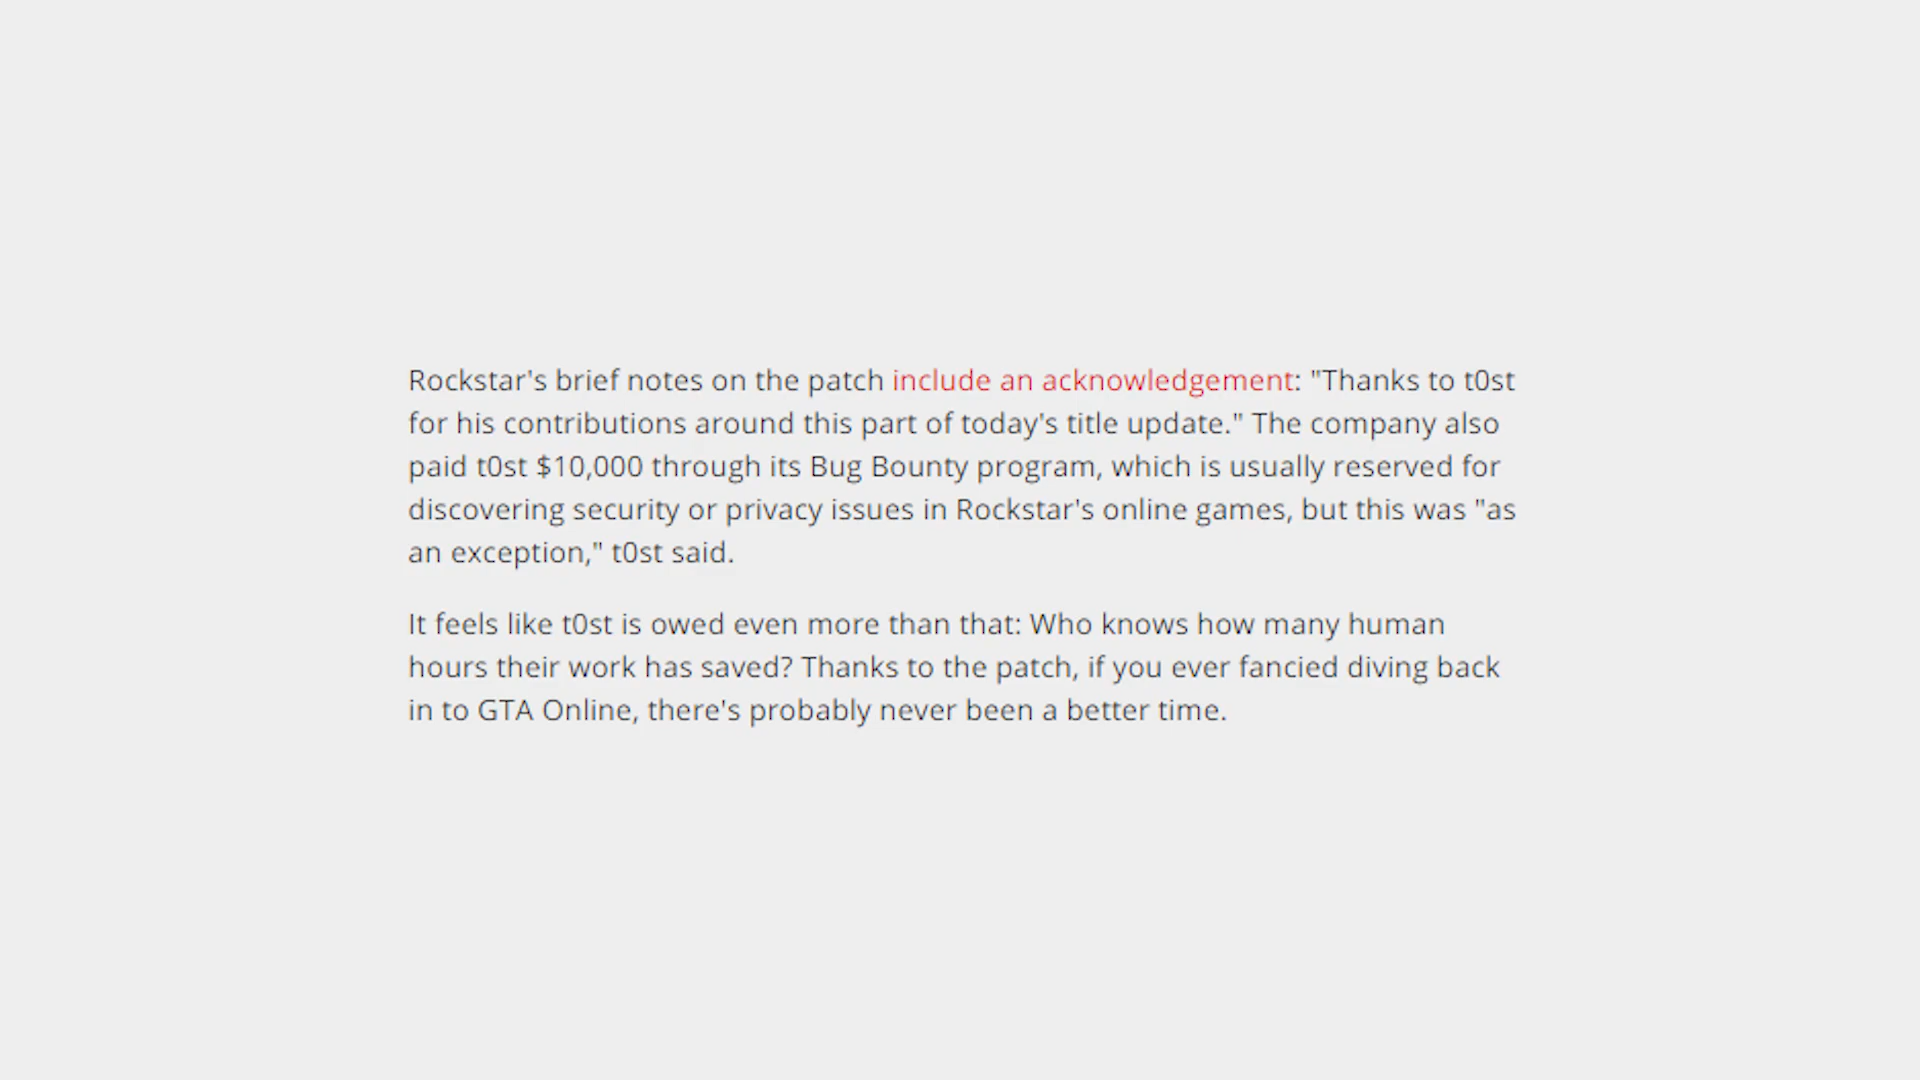 Rockstar's brief notes on the patch include an acknowledgement: "Thanks to t0st
for his contributions around this part of today's title update." The company also
paid t0st $10,000 through its Bug Bounty program, which is usually reserved for
discovering security or privacy issues in Rockstar's online games, but this was "as
an exception," t0st said.
It feels like t0st is owed even more than that: Who knows how many human
hours their work has saved? Thanks to the patch, if you ever fancied diving back
in to GTA Online, there's probably never been a better time.